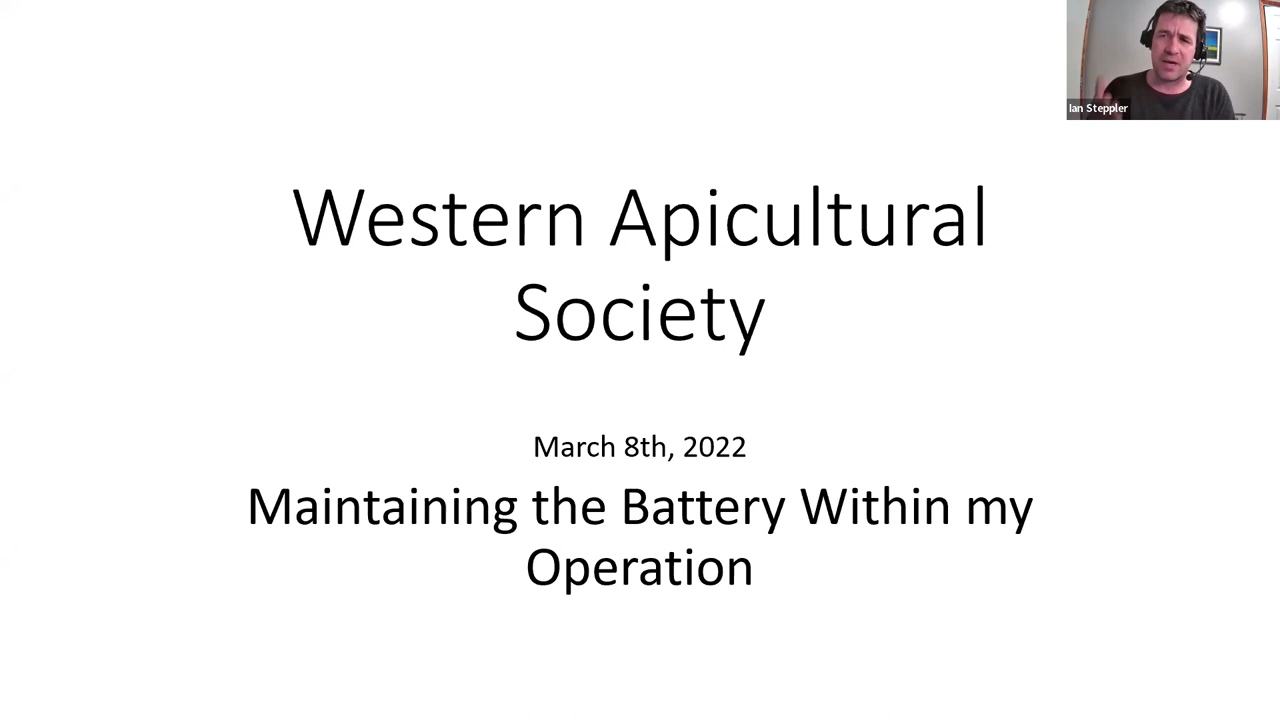 Ian Steppler
Western Apicultural
Society
March 8th, 2022
Maintaining the Battery Within my
Operation